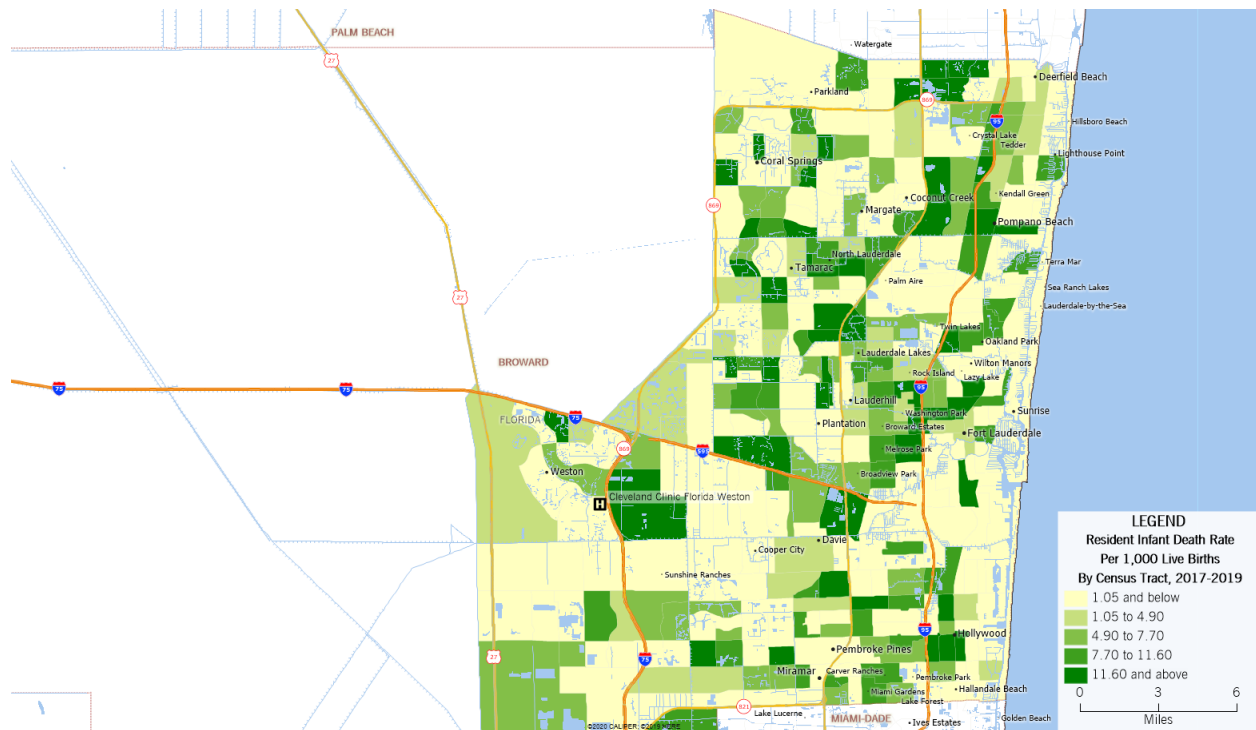 PALM BEACH
Watergate
27
Deerfield Beach
Parkland
869
95
Hillsboro Beach
Crystal Lake
Tedder
Lighthouse Point
Coral Springs
Kendall Green
Coconut Creek
869
Margate
Pompano Beach
North Lauderdale
Terra Mar
Tamarac
Palm Aire
Sea Ranch Lakes
27
Lauderdale-by-the-Sea
Twin Lakes
Oakland Park
Lauderdale Lakes
BROWARD
Wilton Manors
Rock Island
Lazy Lake
75
75
95
Lauderhill
Washington Park
Sunrise
FLORIDA
75
Plantation
Broward Estates
Fort Lauderdale
869
595
Melrose Park
Weston
Broadview Park
Cleveland Clinic Florida Weston
H
Davie
Cooper City
Sunshine Ranches
95
Hollywood
27
75
Pembroke Pines
Miramar
Carver Ranches
Pembroke Park
Miami Gardens
Hallandale Beach
Lake Forest
821
Lake Lucerne
MIAMI-DADE
Ives Estates
Golden Beach
LEGEND
Resident Infant Death Rate
Per 1,000 Live Births
By Census Tract, 2017-2019
1.05 and below
1.05 to 4.90
4.90 to 7.70
7.70 to 11.60
11.60 and above
0 3 6
Miles
©2020 CALIPER; ©2019 HERE